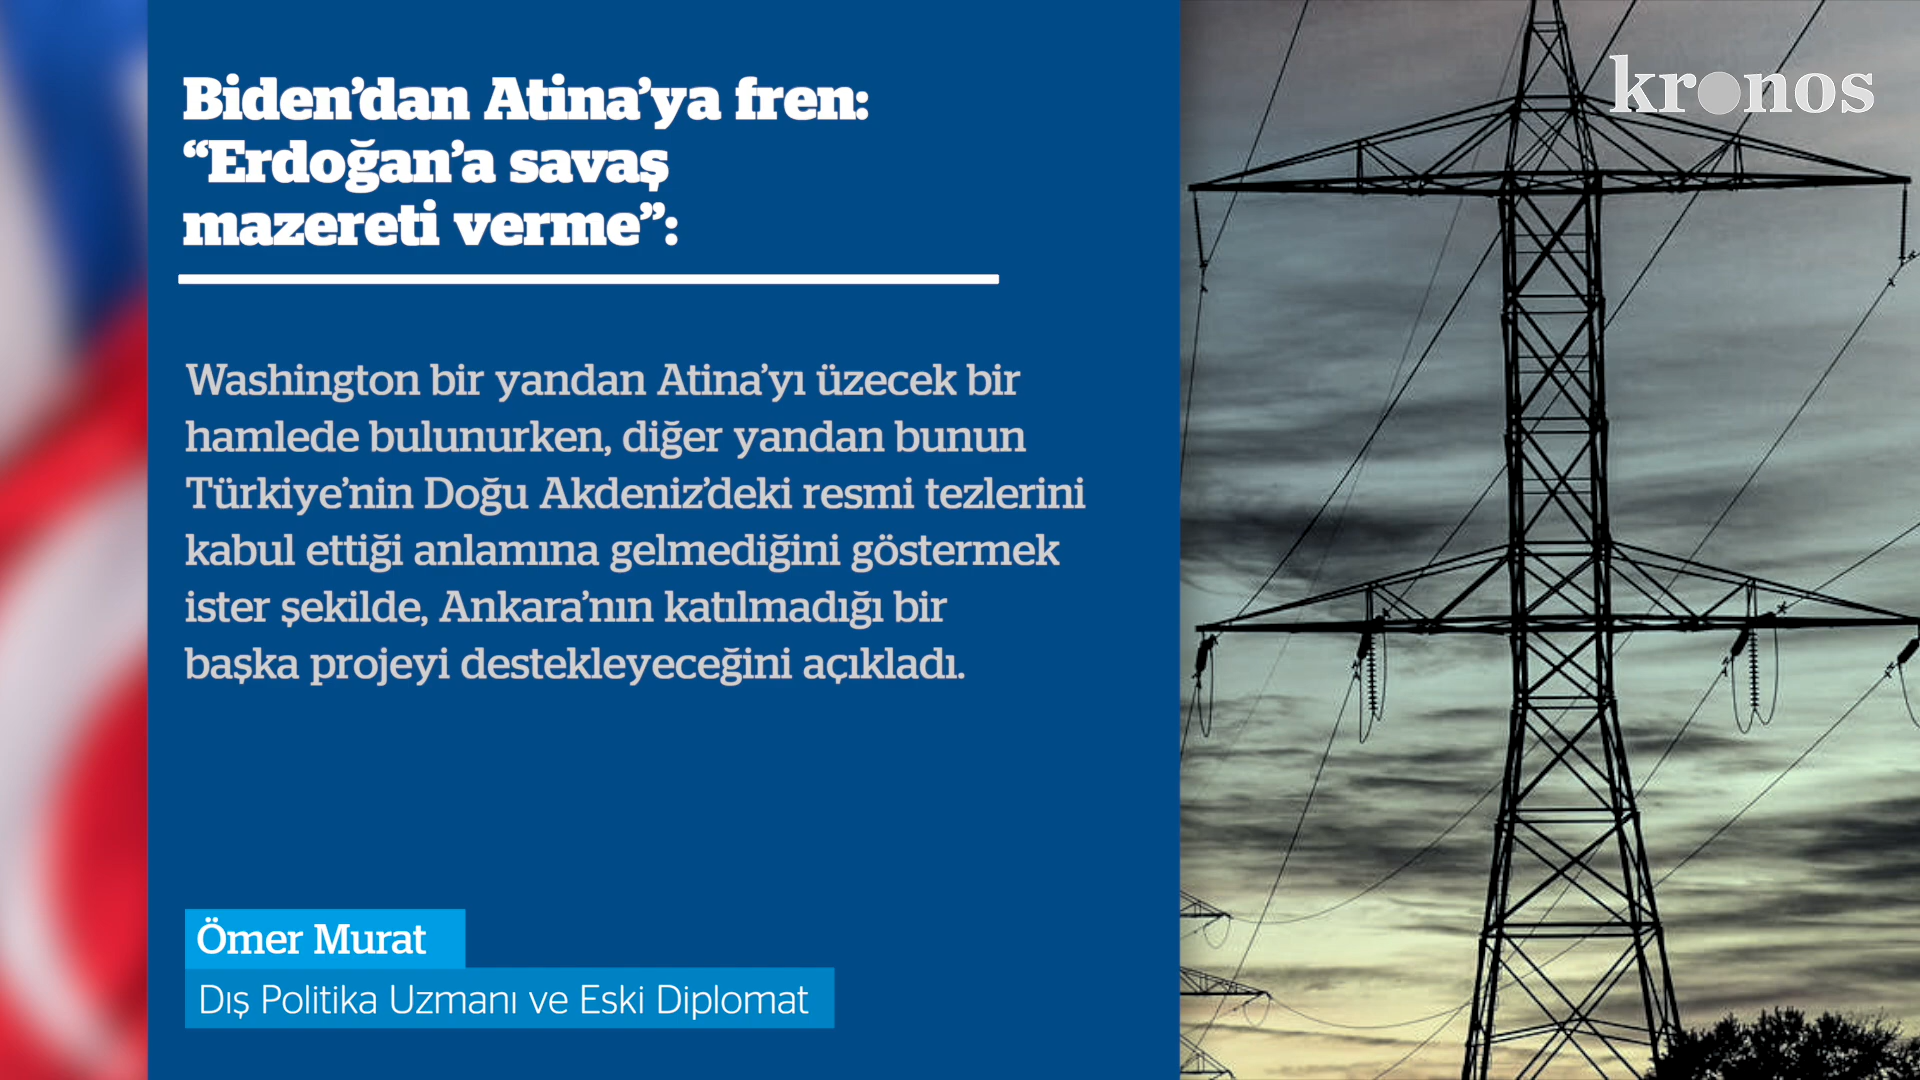 kronos
Biden’dan Atina’ya fren:
“Erdoğan’a savaş
mazereti verme”:
Washington bir yandan Atina’yı üzecek bir
hamlede bulunurken, diğer yandan bunun
Türkiye’nin Doğu Akdeniz’deki resmi tezlerini
kabul ettiği anlamına gelmediğini göstermek
ister şekilde, Ankara’nın katılmadığı bir
başka projeyi destekleyeceğini açıkladı.
Ömer Murat
Dış Politika Uzmanı ve Eski Diplomat